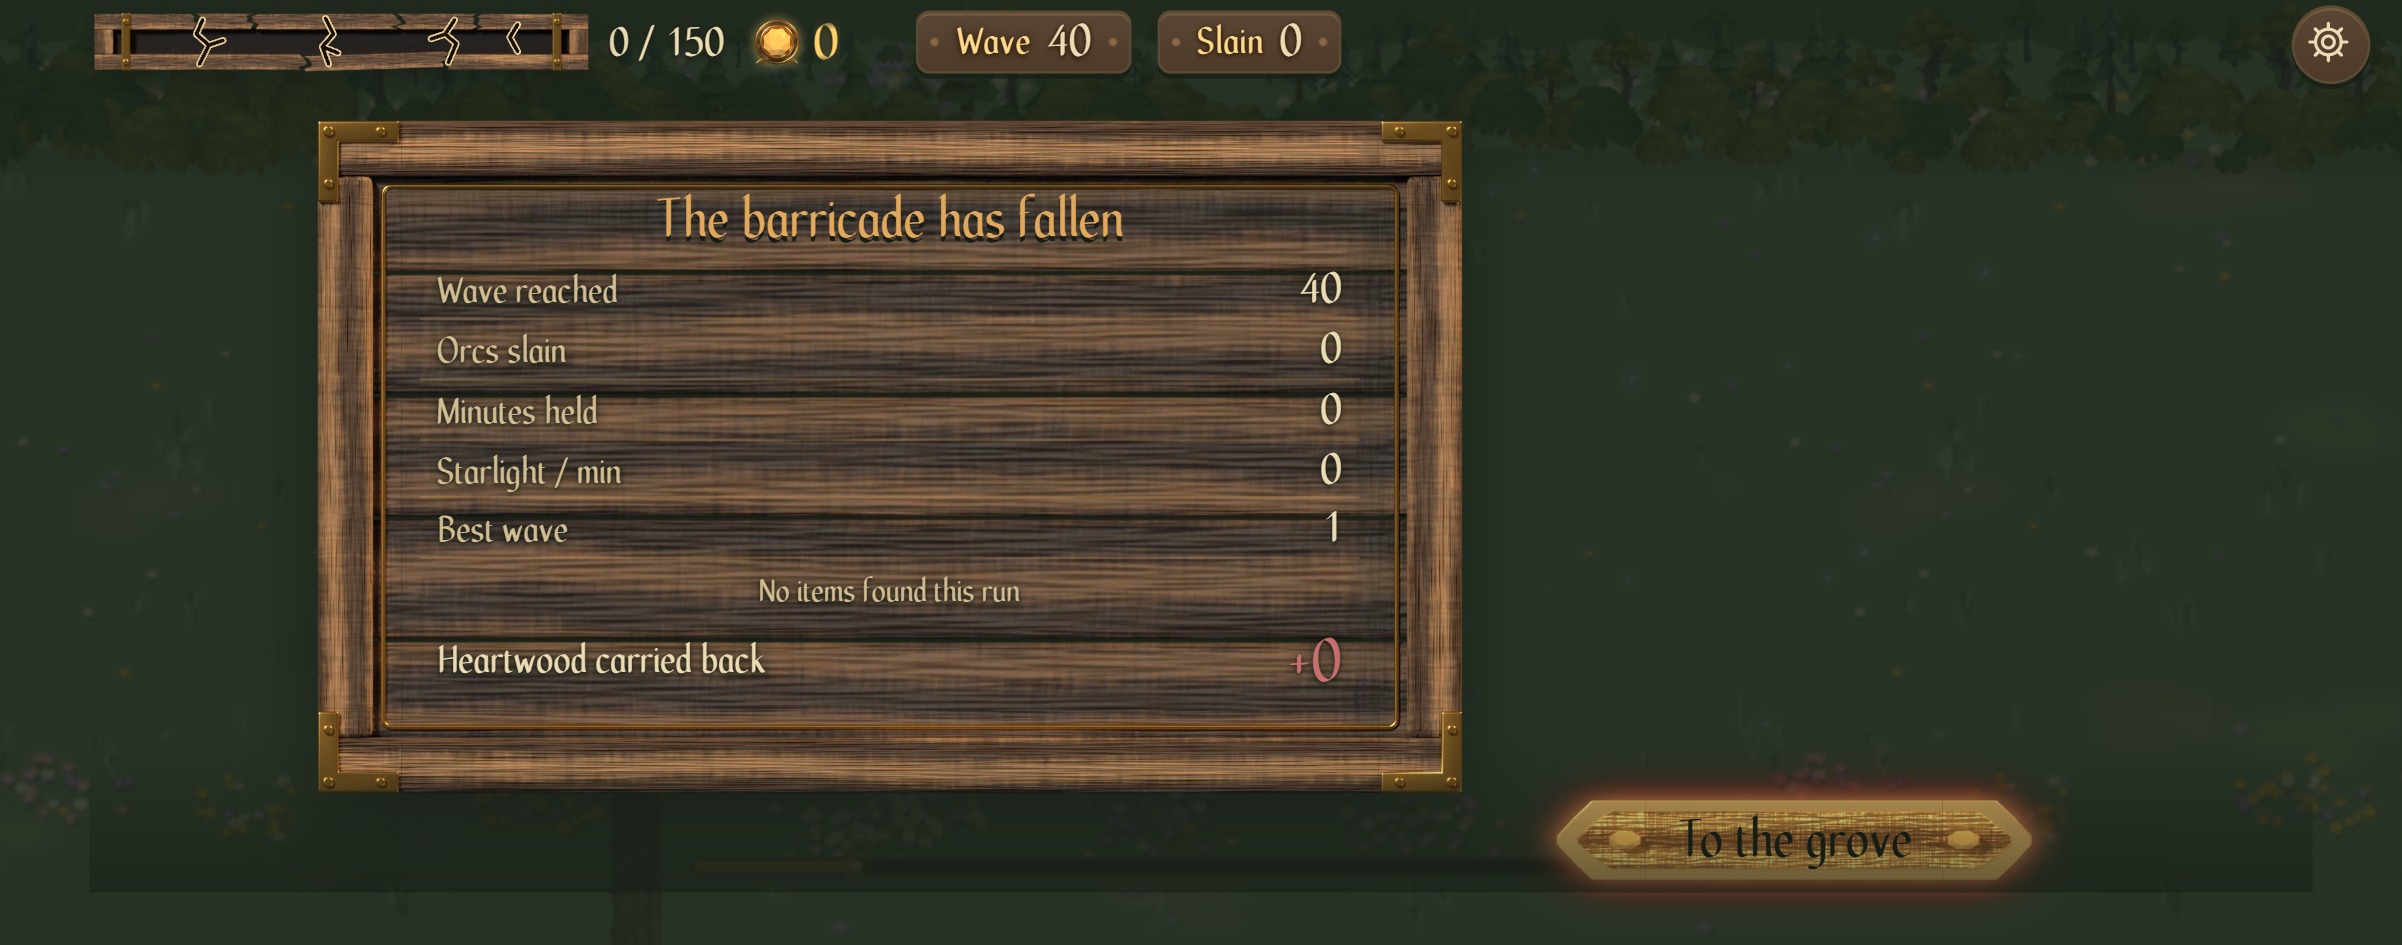 0 / 150 0 Wave 40 Slain 0
The barricade has fallen
Wave reached 40
Orcs slain 0
Minutes held 0
Starlight / min 0
Best wave 1
No items found this run
Heartwood carried back +0
To the grove